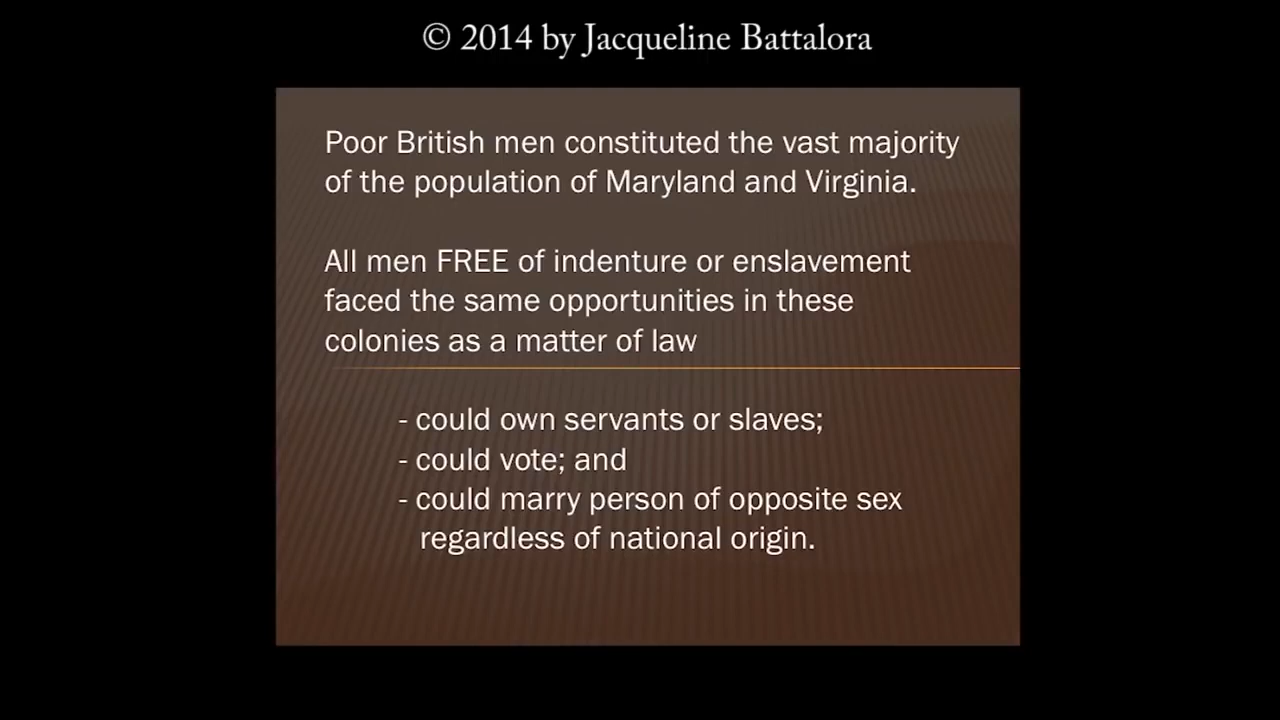 © 2014 by Jacqueline Battalora
Poor British men constituted the vast majority
of the population of Maryland and Virginia.
All men FREE of indenture or enslavement
faced the same opportunities in these
colonies as a matter of law
- could own servants or slaves;
- could vote; and
- could marry person of opposite sex
regardless of national origin.